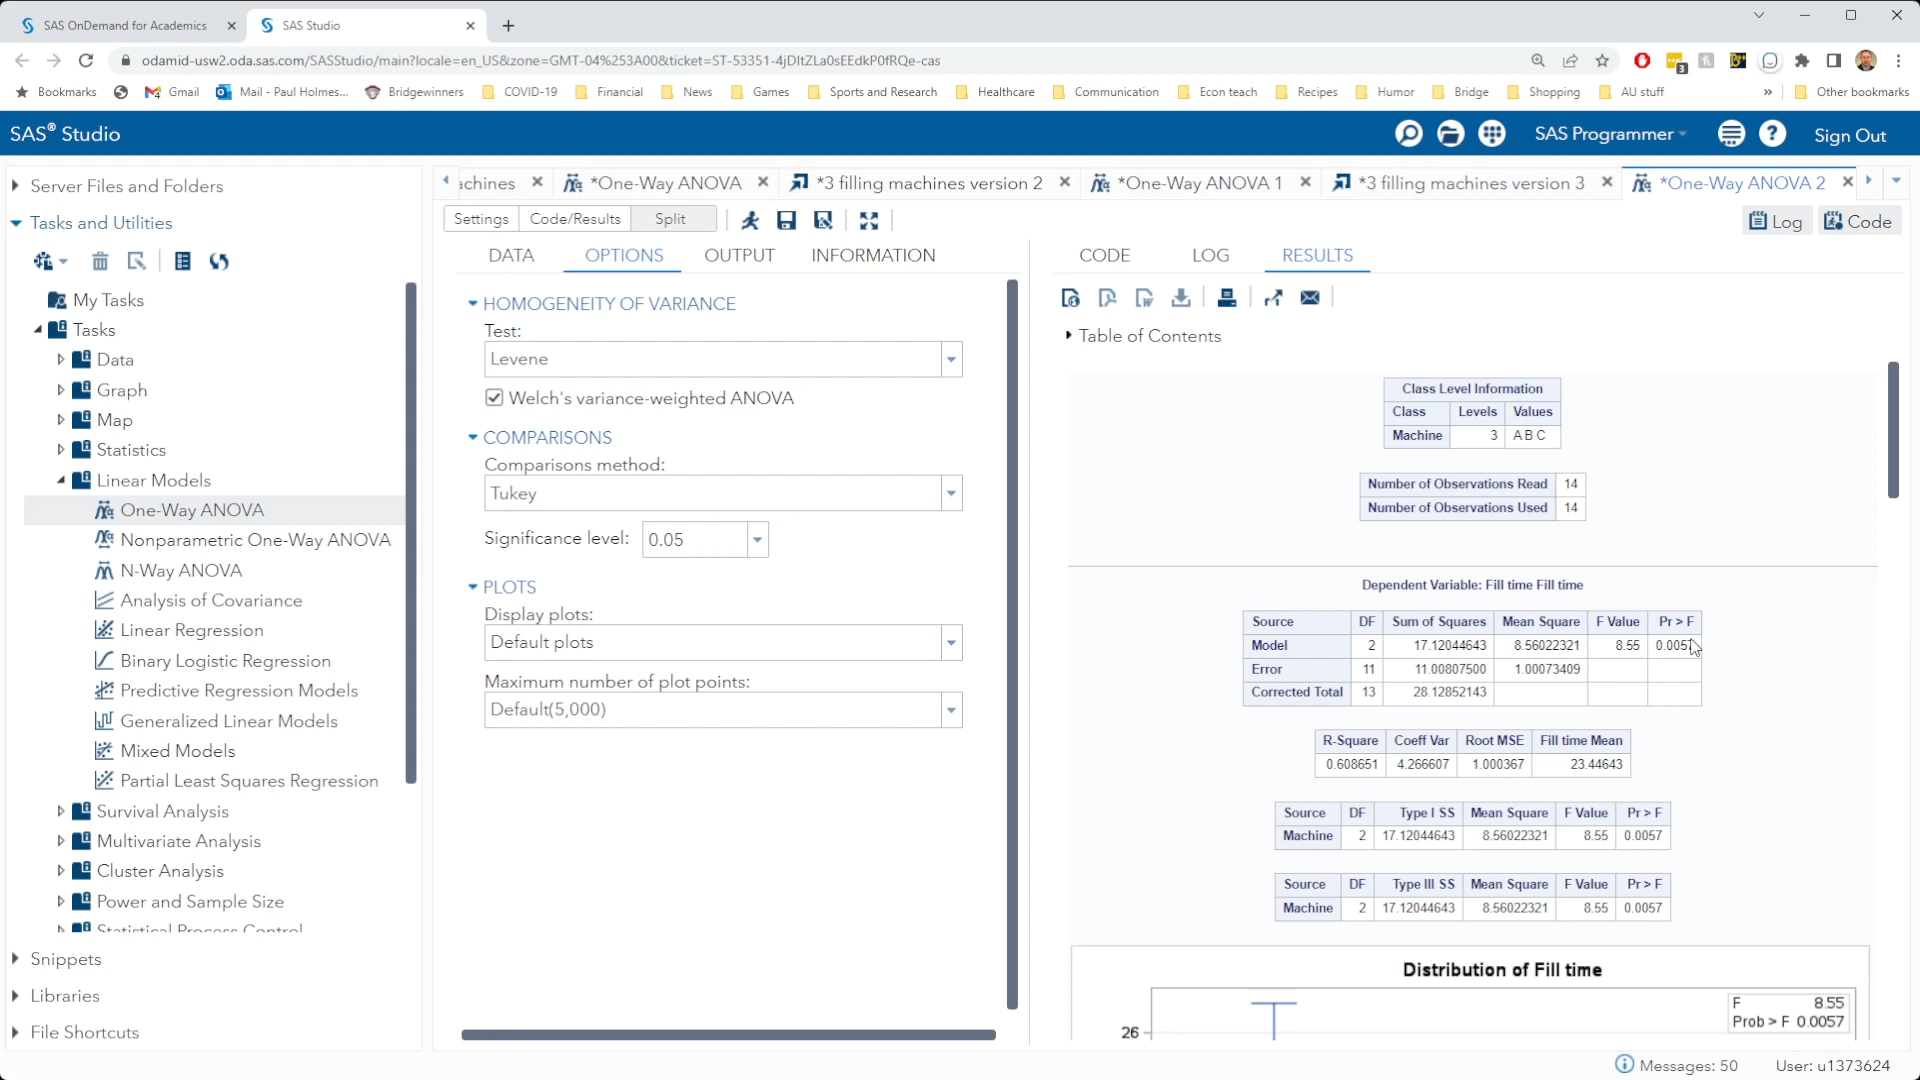 SAS OnDemand for Academics
SAS Studio
odamid-usw2.oda.sas.com/SASStudio/main?locale=en_US&zone=GMT-04%253A00&ticket=ST-53351-4jDItZLa0sEEdkP0fRQe-cas
3
Bookmarks
Gmail
Mail - Paul Holmes...
Bridgewinners
COVID-19
Financial
News
Games
Sports and Research
Healthcare
Communication
Econ teach
Recipes
Humor
Bridge
Shopping
AU stuff
»
Other bookmarks
SAS® Studio
SAS Programmer
Sign Out
Server Files and Folders
Tasks and Utilities
My Tasks
Tasks
Data
Graph
Map
Statistics
Linear Models
One-Way ANOVA
Nonparametric One-Way ANOVA
N-Way ANOVA
Analysis of Covariance
Linear Regression
Binary Logistic Regression
Predictive Regression Models
Generalized Linear Models
Mixed Models
Partial Least Squares Regression
Survival Analysis
Multivariate Analysis
Cluster Analysis
Power and Sample Size
Statistical Process Control
Snippets
Libraries
File Shortcuts
achines
*One-Way ANOVA
*3 filling machines version 2
*One-Way ANOVA 1
*3 filling machines version 3
*One-Way ANOVA 2
Settings Code/Results Split
Log Code
DATA OPTIONS OUTPUT INFORMATION
HOMOGENEITY OF VARIANCE
Test:
Levene
Welch's variance-weighted ANOVA
COMPARISONS
Comparisons method:
Tukey
Significance level: 0.05
PLOTS
Display plots:
Default plots
Maximum number of plot points:
Default(5,000)
CODE LOG RESULTS
Table of Contents
Class Level Information
Class Levels Values
Machine 3 A B C
Number of Observations Read 14
Number of Observations Used 14
Dependent Variable: Fill time Fill time
Source DF Sum of Squares Mean Square F Value Pr > F
Model 2 17.12044643 8.56022321 8.55 0.0057
Error 11 11.00807500 1.00073409
Corrected Total 13 28.12852143
R-Square Coeff Var Root MSE Fill time Mean
0.608651 4.266607 1.000367 23.44643
Source DF Type I SS Mean Square F Value Pr > F
Machine 2 17.12044643 8.56022321 8.55 0.0057
Source DF Type III SS Mean Square F Value Pr > F
Machine 2 17.12044643 8.56022321 8.55 0.0057
Distribution of Fill time
F 8.55
Prob > F 0.0057
26
Messages: 50
User: u1373624